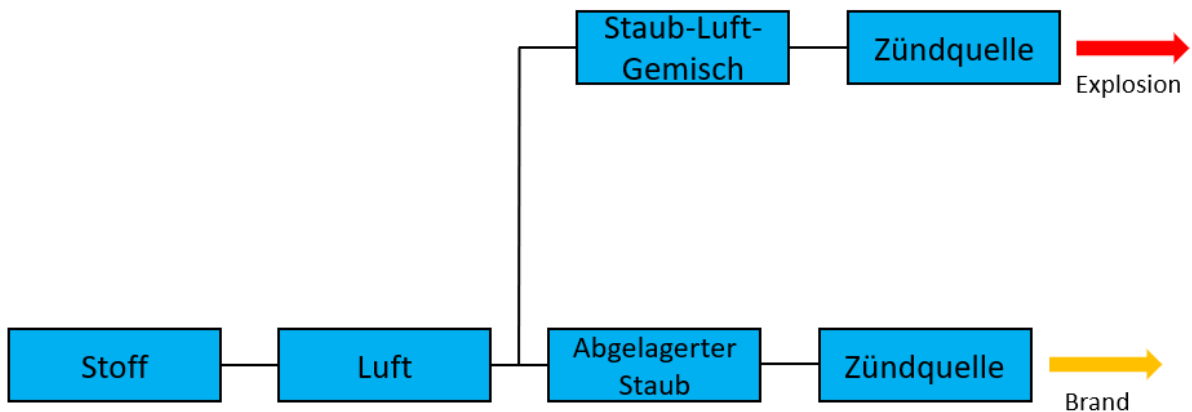 Staub-Luft-
Gemisch
Zündquelle
Explosion
Stoff
Luft
Abgelagerter
Staub
Zündquelle
Brand